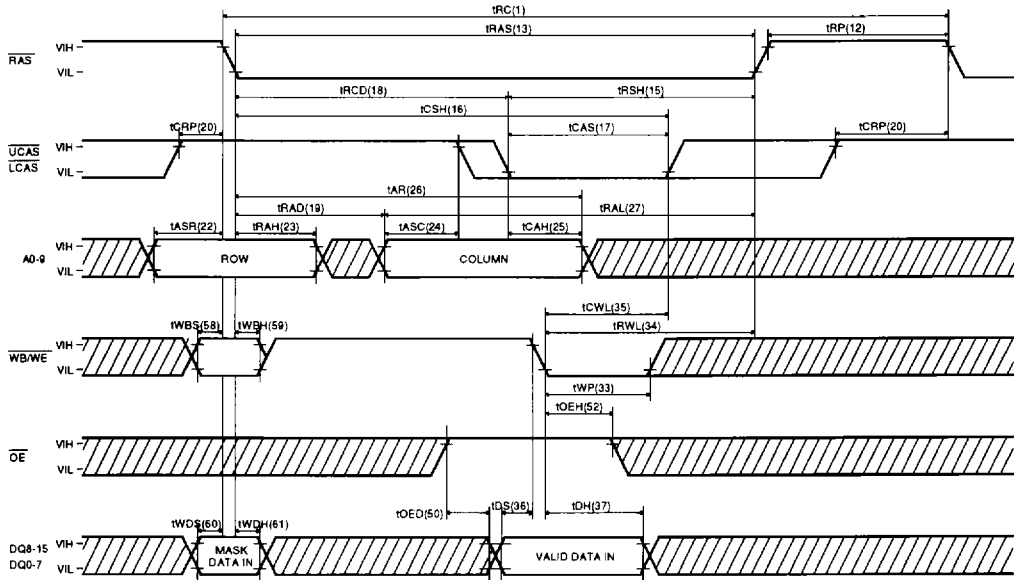 tRC(1)
tRAS(13)
tRP(12)
RAS
VIH
VIL
tRCD(18)
tRSH(15)
tCSH(16)
tCRP(20)
tCAS(17)
tCRP(20)
UCAS
LCAS
VIH
VIL
tAR(26)
tRAD(19)
tRAL(27)
tASR(22)
tRAH(23)
tASC(24)
tCAH(25)
A0-9
VIH
VIL
ROW
COLUMN
tCWL(35)
tWBS(58)
tWBH(59)
tRWL(34)
WB/WE
VIH
VIL
tWP(33)
tOEH(52)
OE
VIH
VIL
tOED(50)
tDS(36)
tDH(37)
tWDS(60)
tWDH(61)
DQ8-15
DQ0-7
VIH
VIL
MASK
DATA IN
VALID DATA IN